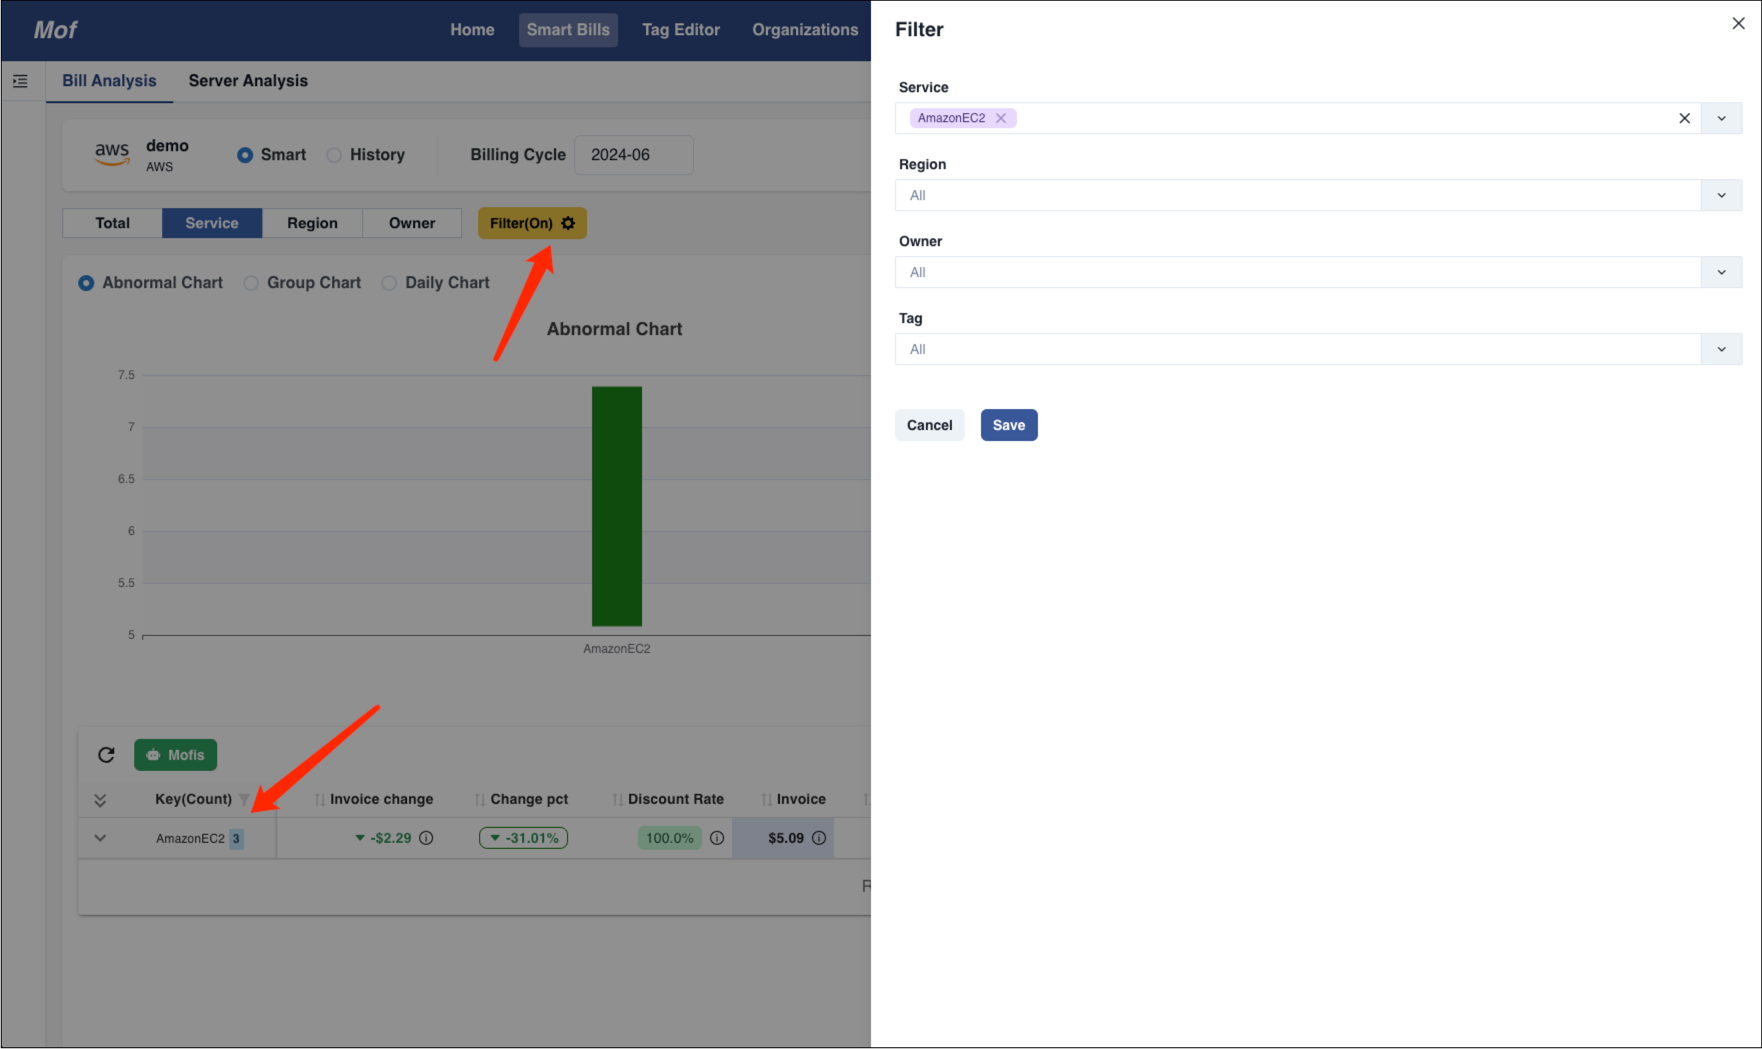 Mof
Home
Smart Bills
Tag Editor
Organizations
Bill Analysis
Server Analysis
aws
demo
AWS
Smart
History
Billing Cycle
2024-06
Total
Service
Region
Owner
Filter(On)
Abnormal Chart
Group Chart
Daily Chart
Abnormal Chart
7.5
7
6.5
6
5.5
5
AmazonEC2
Mofis
Key(Count)
Invoice change
Change pct
Discount Rate
Invoice
AmazonEC2 3
-$2.29
-31.01%
100.0%
$5.09
Filter
Service
AmazonEC2
Region
All
Owner
All
Tag
All
Cancel
Save